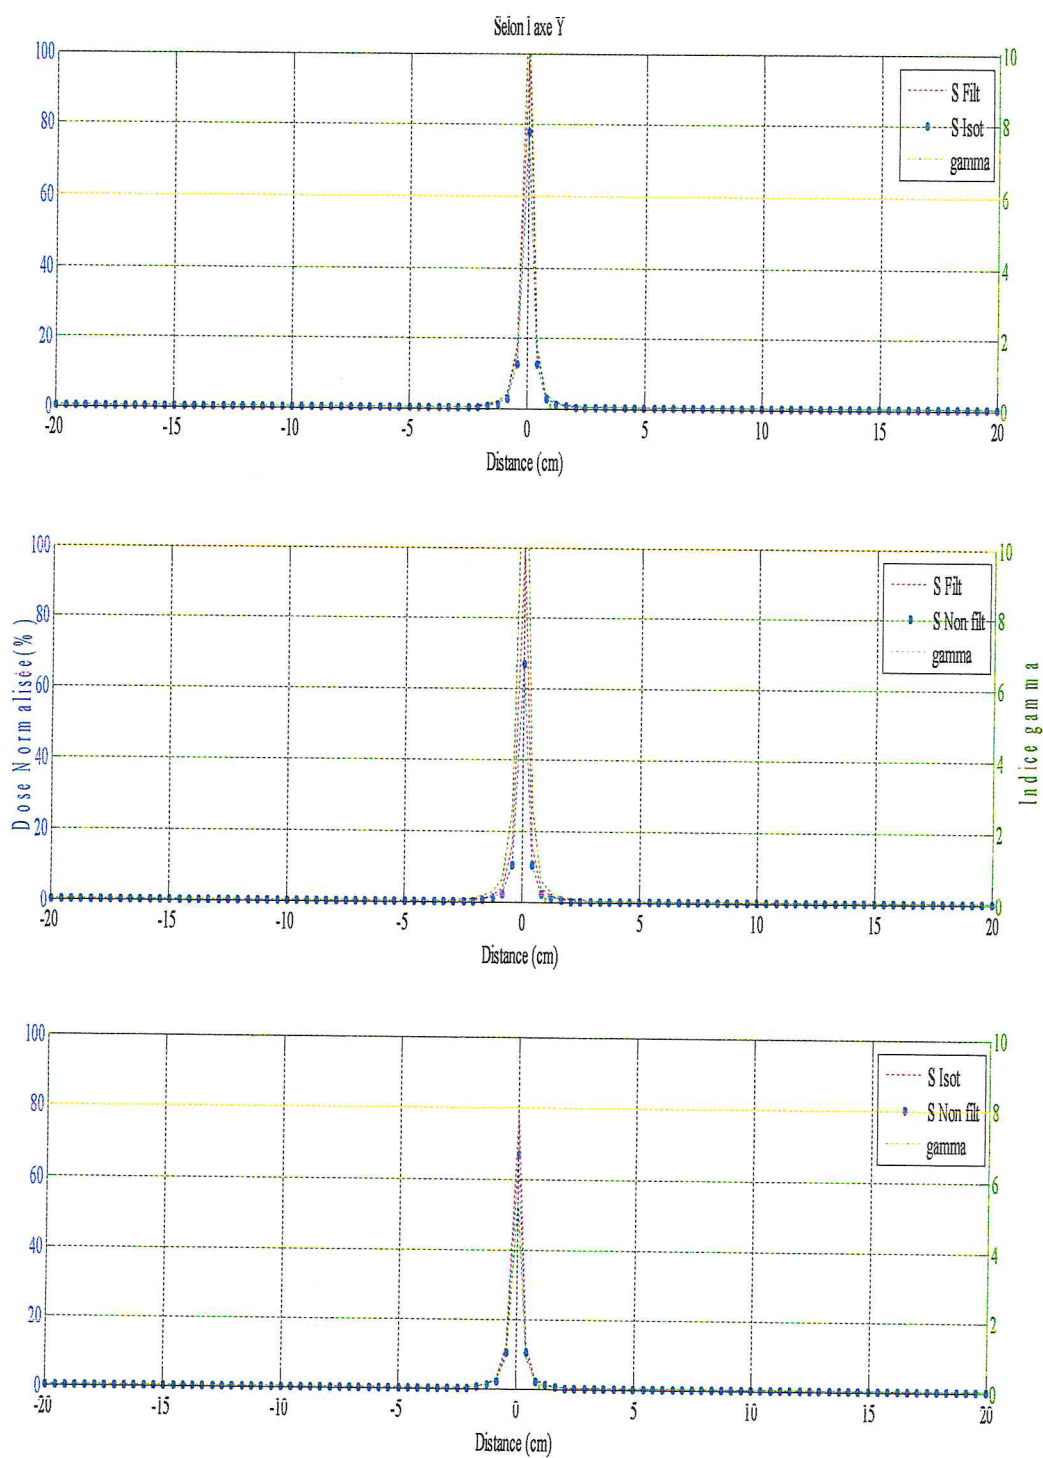 Selon l axe Y
100
80
60
40
20
0
10
8
6
4
2
0
S Filt
S Isot
gamma
-20 -15 -10 -5 0 5 10 15 20
Distance (cm)
Dose Normalisée(%)
100
80
60
40
20
0
10
8
6
4
2
0
Indice gamma
S Filt
S Non filt
gamma
-20 -15 -10 -5 0 5 10 15 20
Distance (cm)
100
80
60
40
20
0
10
8
6
4
2
0
S Isot
S Non filt
gamma
-20 -15 -10 -5 0 5 10 15 20
Distance (cm)